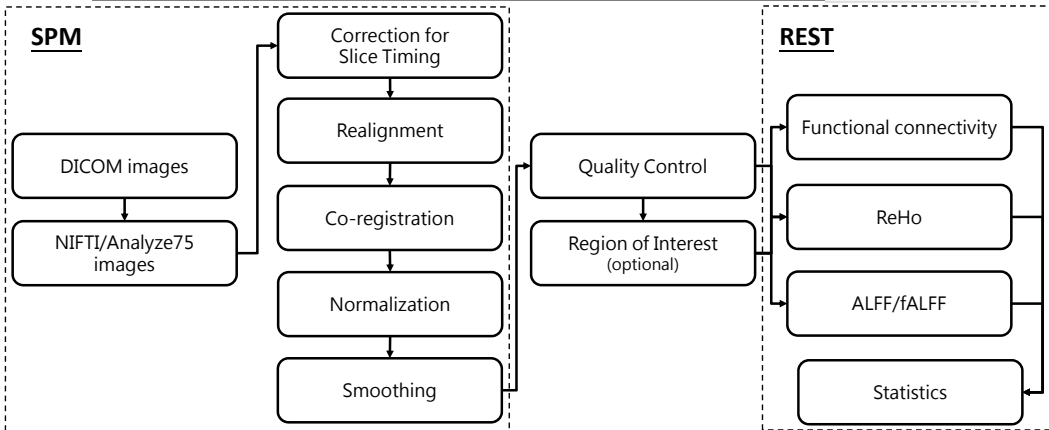 SPM
DICOM images
NIFTI/Analyze75
images
Correction for
Slice Timing
Realignment
Co-registration
Normalization
Smoothing
Quality Control
Region of Interest
(optional)
REST
Functional connectivity
ReHo
ALFF/fALFF
Statistics